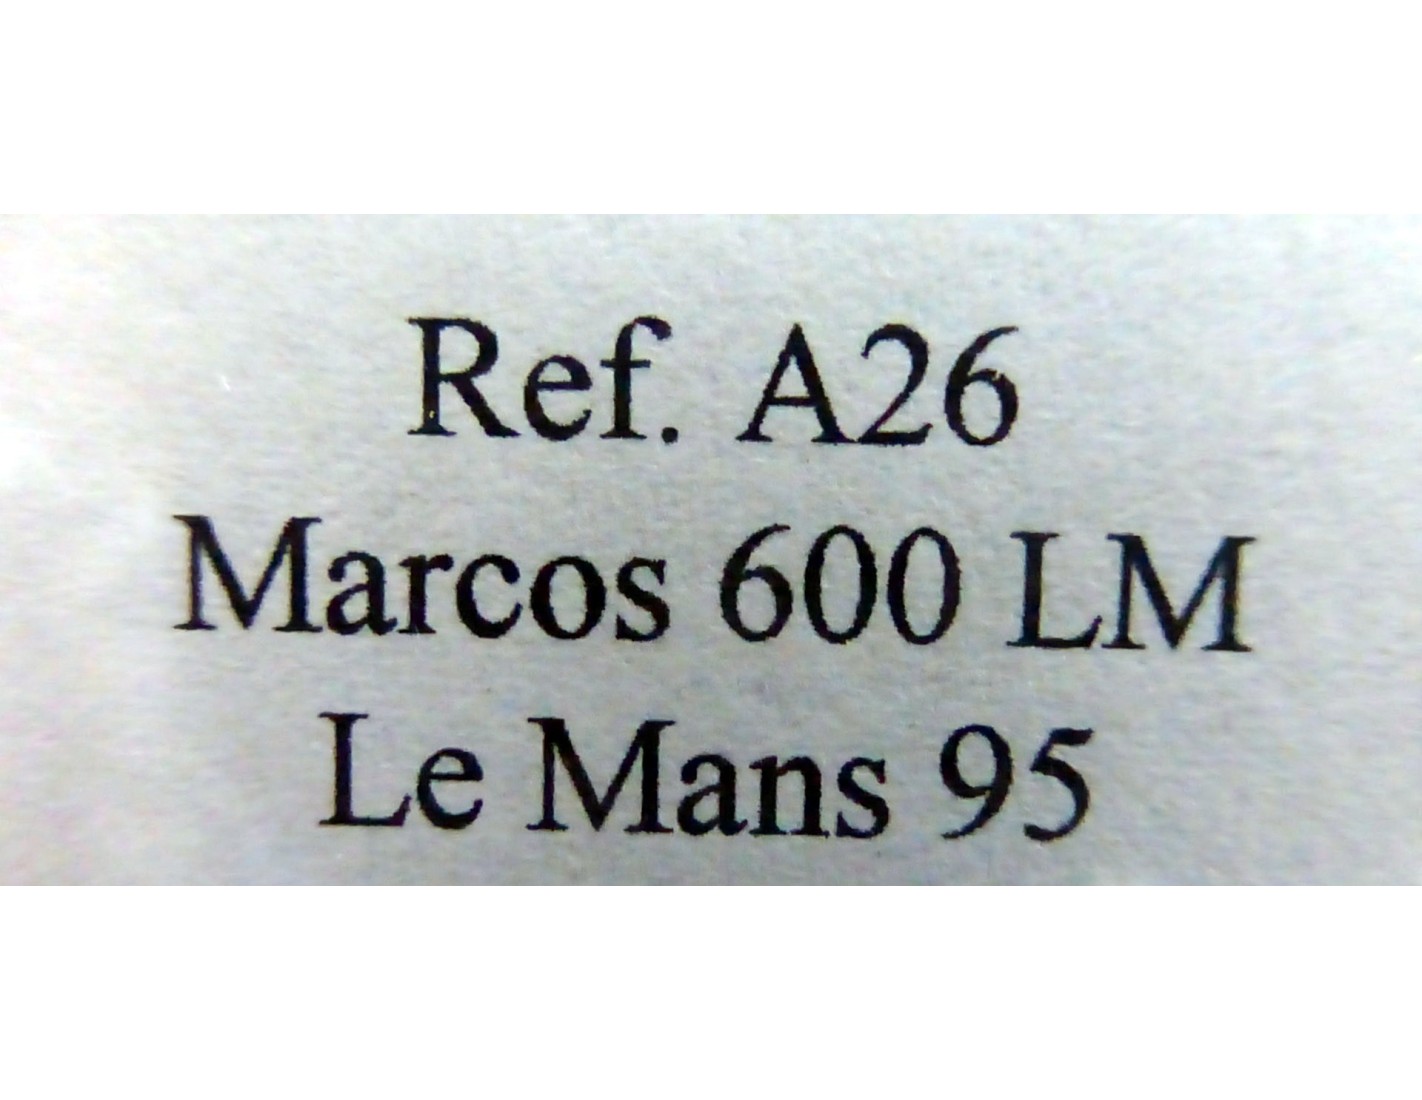 Ref. A26
Marcos 600 LM
Le Mans 95